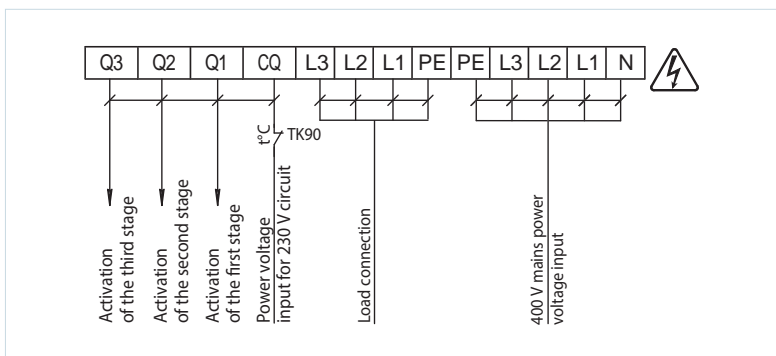 Q3 Q2 Q1 CQ L3 L2 L1 PE PE L3 L2 L1 N
t°C TK90
Activation
of the third stage
Activation
of the second stage
Activation
of the first stage
Power voltage
input for 230 V circuit
Load connection
400 V mains power
voltage input